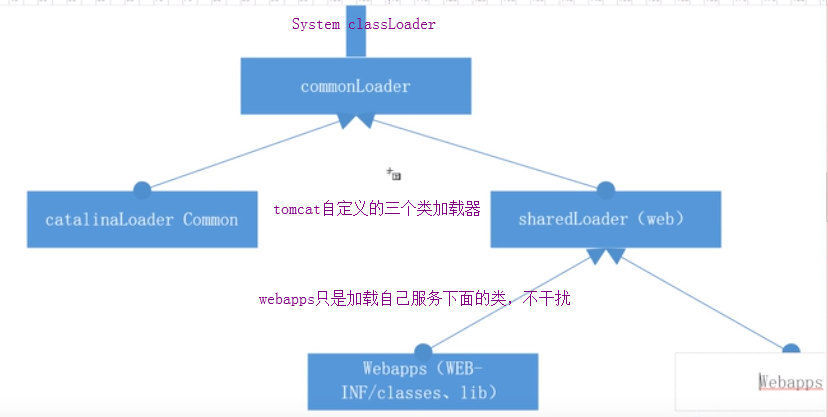 System classLoader
commonLoader
catalinaLoader Common
tomcat自定义的三个类加载器
sharedLoader（web）
webapps只是加载自己服务下面的类，不干扰
Webapps（WEB-
INF/classes、lib）
Webapps